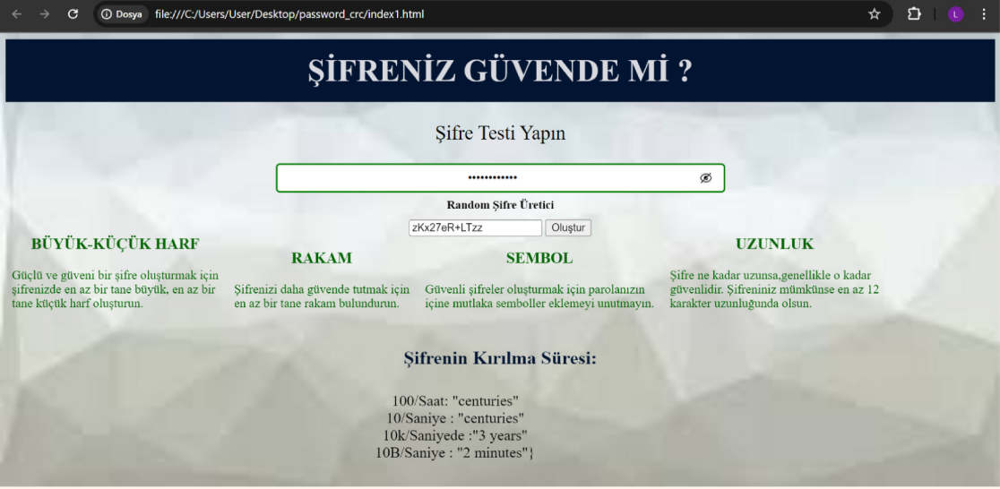 Dosya file:///C:/Users/User/Desktop/password_crc/index1.html
L
ŞİFRENİZ GÜVENDE Mİ ?
Şifre Testi Yapın
••••••••••••
Random Şifre Üretici
zKx27eR+LTzz Oluştur
BÜYÜK-KÜÇÜK HARF
Güçlü ve güveni bir şifre oluşturmak için
şifrenizde en az bir tane büyük, en az bir
tane küçük harf oluşturun.
RAKAM
Şifrenizi daha güvende tutmak için
en az bir tane rakam bulundurun.
SEMBOL
Güvenli şifreler oluşturmak için parolanızın
içine mutlaka semboller eklemeyi unutmayın.
UZUNLUK
Şifre ne kadar uzunsa,genellikle o kadar
güvenlidir. Şifreniniz mümkünse en az 12
karakter uzunluğunda olsun.
Şifrenin Kırılma Süresi:
100/Saat: "centuries"
10/Saniye : "centuries"
10k/Saniyede :"3 years"
10B/Saniye : "2 minutes"}